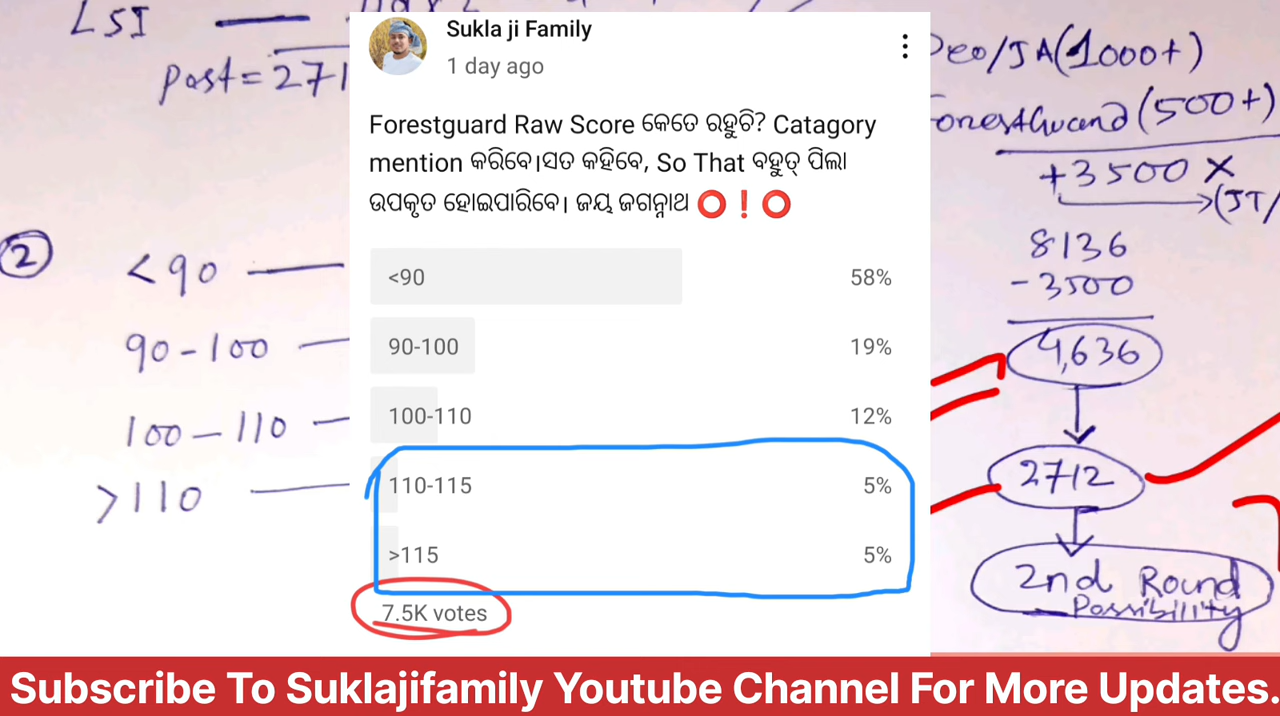 LSI
Post = 271
②
<90
90-100
100-110
>110
Sukla ji Family
1 day ago
Forestguard Raw Score କେତେ ରହୁଚି? Catagory
mention କରିବେ।ସତ କହିବେ, So That ବହୁତ୍ ପିଲା
ଉପକୃତ ହୋଇପାରିବେ। ଜୟ ଜଗନ୍ନାଥ ⭕❗⭕
<90 58%
90-100 19%
100-110 12%
110-115 5%
>115 5%
7.5K votes
Deo/JA(1000+)
ForestGuard (500+)
+3500 X
8136
-3500
4,636
2712
2nd Round
Possibility
Subscribe To Suklajifamily Youtube Channel For More Updates.